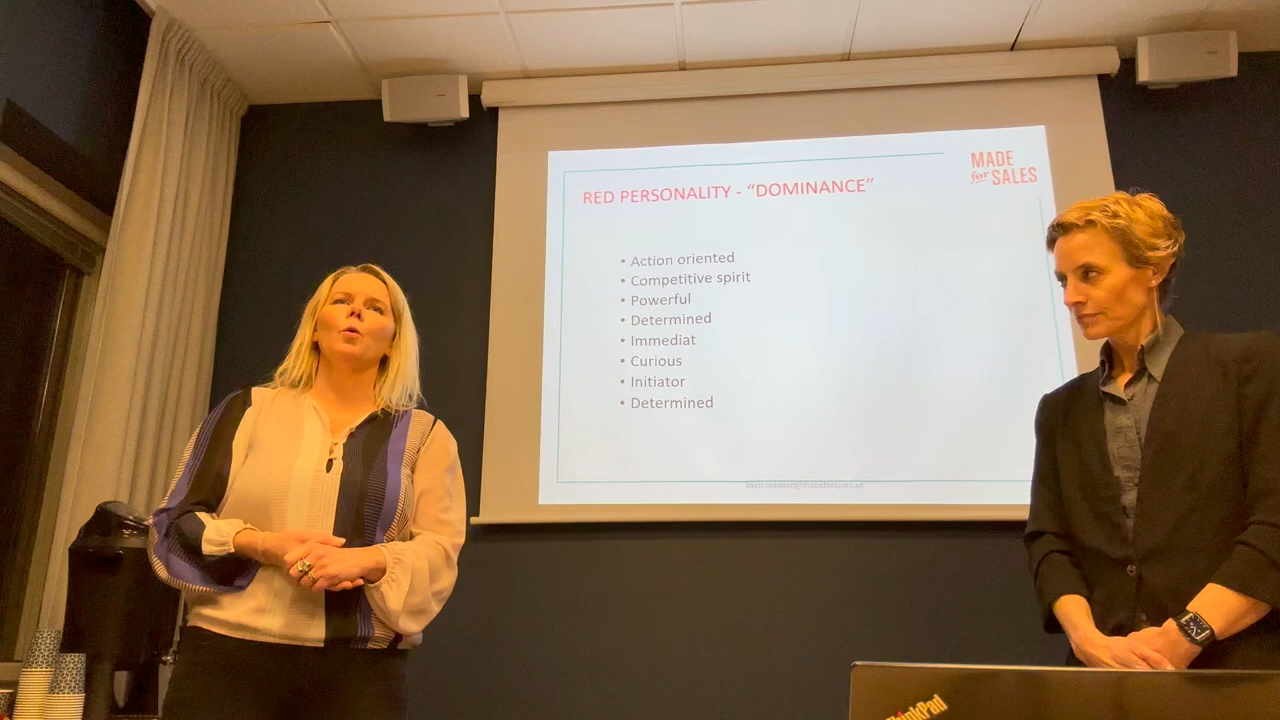 MADE
for SALES
RED PERSONALITY - “DOMINANCE”
• Action oriented
• Competitive spirit
• Powerful
• Determined
• Immediat
• Curious
• Initiator
• Determined
ThinkPad